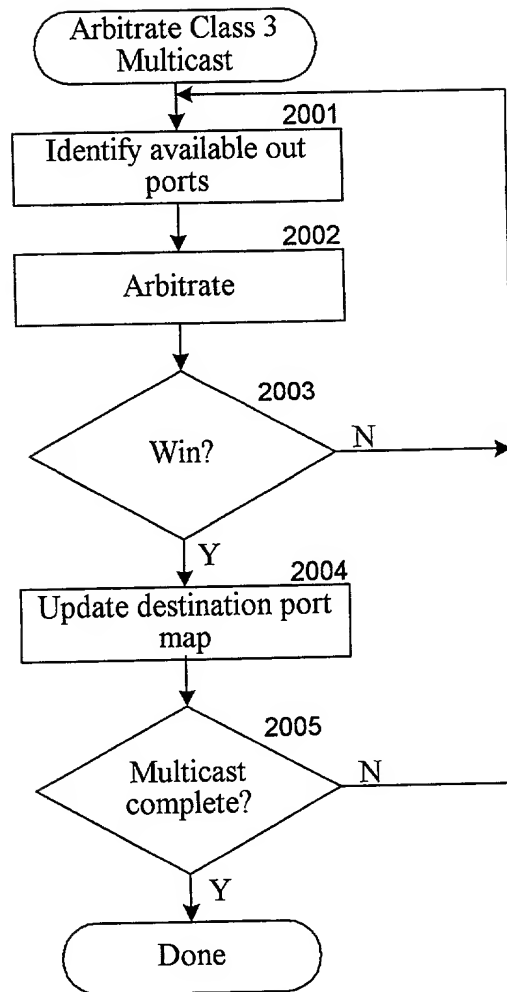 Arbitrate Class 3
Multicast
2001
Identify available out
ports
2002
Arbitrate
2003
Win?
N
Y
2004
Update destination port
map
2005
Multicast
complete?
N
Y
Done